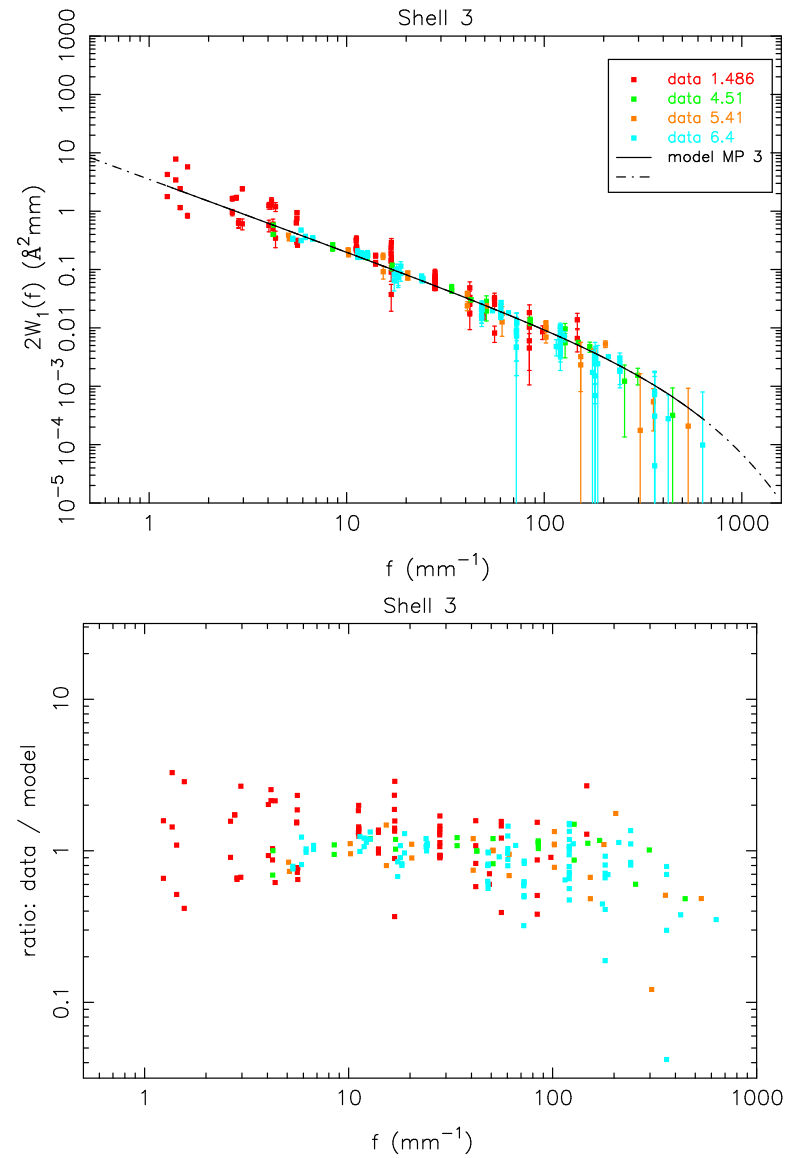 Shell 3
1000
100
10
1
0.1
0.01
10⁻³
10⁻⁴
10⁻⁵
2W₁(f) (Å²mm)
data 1.486
data 4.51
data 5.41
data 6.4
model MP 3
1 10 100 1000
f (mm⁻¹)
Shell 3
10
1
0.1
ratio: data / model
1 10 100 1000
f (mm⁻¹)